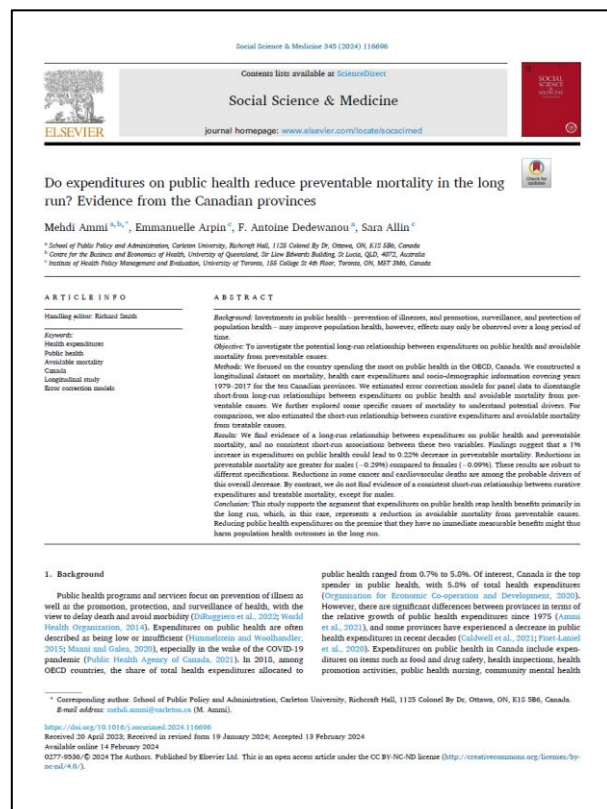 Social Science & Medicine 345 (2024) 116696
Contents lists available at ScienceDirect
Social Science & Medicine
journal homepage: www.elsevier.com/locate/socscimed
ELSEVIER
SOCIAL
SCIENCE
&
MEDICINE
Check for
updates
Do expenditures on public health reduce preventable mortality in the long
run? Evidence from the Canadian provinces
Mehdi Ammi a,b,*, Emmanuelle Arpin c, F. Antoine Dedewanou a, Sara Allin c
a School of Public Policy and Administration, Carleton University, Richcraft Hall, 1125 Colonel By Dr, Ottawa, ON, K1S 5B6, Canada
b Centre for the Business and Economics of Health, University of Queensland, Sir Llew Edwards Building, St Lucia, QLD, 4072, Australia
c Institute of Health Policy Management and Evaluation, University of Toronto, 155 College St 4th Floor, Toronto, ON, M5T 3M6, Canada
ARTICLE INFO
Handling editor: Richard Smith
Keywords:
Health expenditures
Public health
Avoidable mortality
Canada
Longitudinal study
Error correction models
ABSTRACT
Background: Investments in public health – prevention of illnesses, and promotion, surveillance, and protection of
population health – may improve population health, however, effects may only be observed over a long period of
time.
Objective: To investigate the potential long-run relationship between expenditures on public health and avoidable
mortality from preventable causes.
Methods: We focused on the country spending the most on public health in the OECD, Canada. We constructed a
longitudinal dataset on mortality, health care expenditures and socio-demographic information covering years
1979–2017 for the ten Canadian provinces. We estimated error correction models for panel data to disentangle
short-from long-run relationships between expenditures on public health and avoidable mortality from pre-
ventable causes. We further explored some specific causes of mortality to understand potential drivers. For
comparison, we also estimated the short-run relationship between curative expenditures and avoidable mortality
from treatable causes.
Results: We find evidence of a long-run relationship between expenditures on public health and preventable
mortality, and no consistent short-run associations between these two variables. Findings suggest that a 1%
increase in expenditures on public health could lead to 0.22% decrease in preventable mortality. Reductions in
preventable mortality are greater for males (−0.29%) compared to females (−0.09%). These results are robust to
different specifications. Reductions in some cancer and cardiovascular deaths are among the probable drivers of
this overall decrease. By contrast, we do not find evidence of a consistent short-run relationship between curative
expenditures and treatable mortality, except for males.
Conclusion: This study supports the argument that expenditures on public health reap health benefits primarily in
the long run, which, in this case, represents a reduction in avoidable mortality from preventable causes.
Reducing public health expenditures on the premise that they have no immediate measurable benefits might thus
harm population health outcomes in the long run.
1. Background
Public health programs and services focus on prevention of illness as
well as the promotion, protection, and surveillance of health, with the
view to delay death and avoid morbidity (DiRuggiero et al., 2022; World
Health Organization, 2014). Expenditures on public health are often
described as being low or insufficient (Himmelstein and Woolhandler,
2015; Maani and Galea, 2020), especially in the wake of the COVID-19
pandemic (Public Health Agency of Canada, 2021). In 2018, among
OECD countries, the share of total health expenditures allocated to
public health ranged from 0.7% to 5.8%. Of interest, Canada is the top
spender in public health, with 5.8% of total health expenditures
(Organization for Economic Co-operation and Development, 2020).
However, there are significant differences between provinces in terms of
the relative growth of public health expenditures since 1975 (Ammi
et al., 2021), and some provinces have experienced a decrease in public
health expenditures in recent decades (Caldwell et al., 2021; Fiset-Laniel
et al., 2020). Expenditures on public health in Canada include expen-
ditures on items such as food and drug safety, health inspections, health
promotion activities, public health nursing, community mental health
* Corresponding author. School of Public Policy and Administration, Carleton University, Richcraft Hall, 1125 Colonel By Dr, Ottawa, ON, K1S 5B6, Canada.
E-mail address: mehdi.ammi@carleton.ca (M. Ammi).
https://doi.org/10.1016/j.socscimed.2024.116696
Received 20 April 2023; Received in revised form 19 January 2024; Accepted 13 February 2024
Available online 14 February 2024
0277-9536/© 2024 The Authors. Published by Elsevier Ltd. This is an open access article under the CC BY-NC-ND license (http://creativecommons.org/licenses/by-
nc-nd/4.0/).